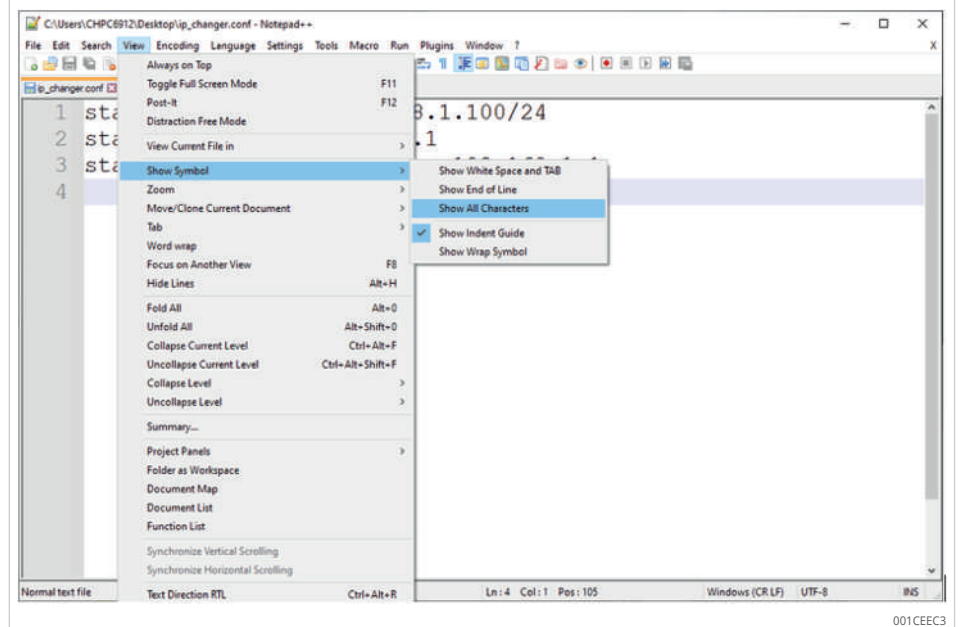 C:\Users\CHPC6912\Desktop\ip_changer.conf - Notepad++
File Edit Search View Encoding Language Settings Tools Macro Run Plugins Window ? X
ip_changer.conf
1 sta 8.1.100/24
2 sta .1
3 sta
4
Always on Top
Toggle Full Screen Mode F11
Post-It F12
Distraction Free Mode
View Current File in
Show Symbol
Zoom
Move/Clone Current Document
Tab
Word wrap
Focus on Another View F8
Hide Lines Alt+H
Fold All Alt+0
Unfold All Alt+Shift+0
Collapse Current Level Ctrl+Alt+F
Uncollapse Current Level Ctrl+Alt+Shift+F
Collapse Level
Uncollapse Level
Summary...
Project Panels
Folder as Workspace
Document Map
Document List
Function List
Synchronize Vertical Scrolling
Synchronize Horizontal Scrolling
Text Direction RTL Ctrl+Alt+R
Show White Space and TAB
Show End of Line
Show All Characters
Show Indent Guide
Show Wrap Symbol
Normal text file Ln : 4 Col : 1 Pos : 105 Windows (CR LF) UTF-8 INS
001CEEC3